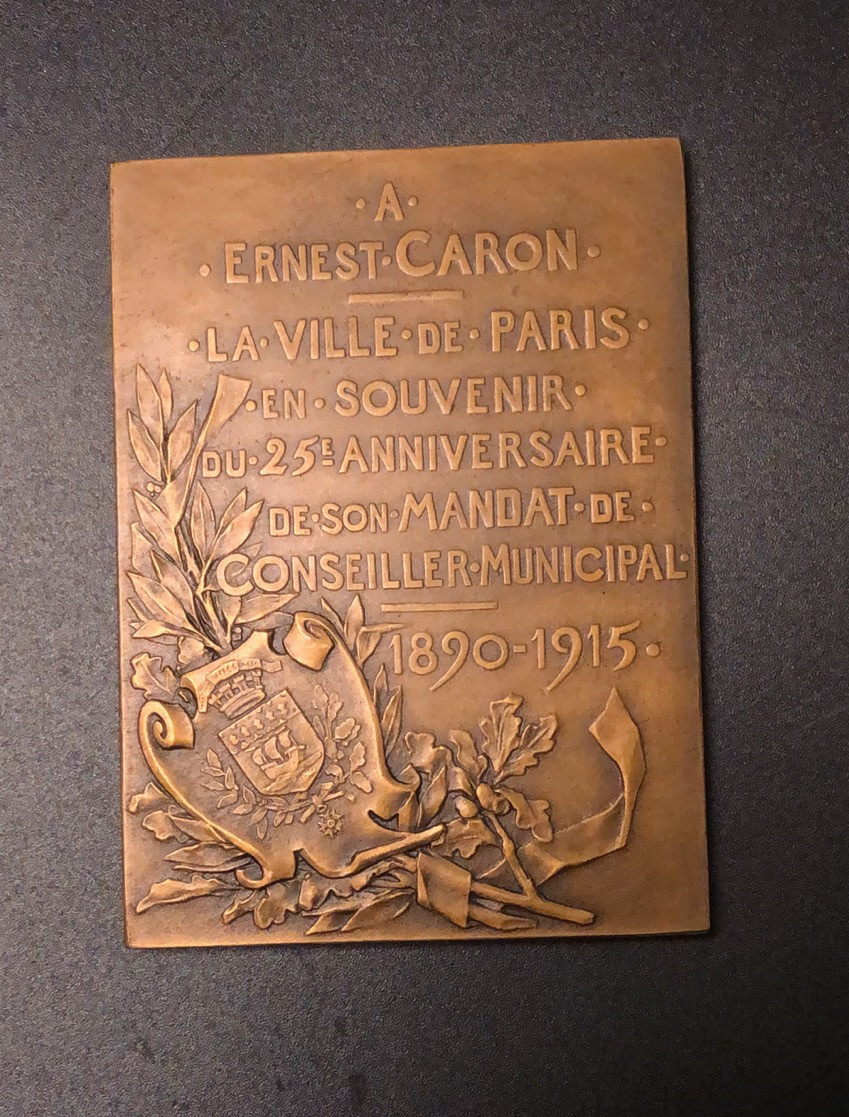 ·A·
·ERNEST·CARON·
·LA·VILLE·DE·PARIS·
·EN·SOUVENIR·
DU·25E ANNIVERSAIRE·
DE·SON·MANDAT·DE·
CONSEILLER·MUNICIPAL·
1890-1915·